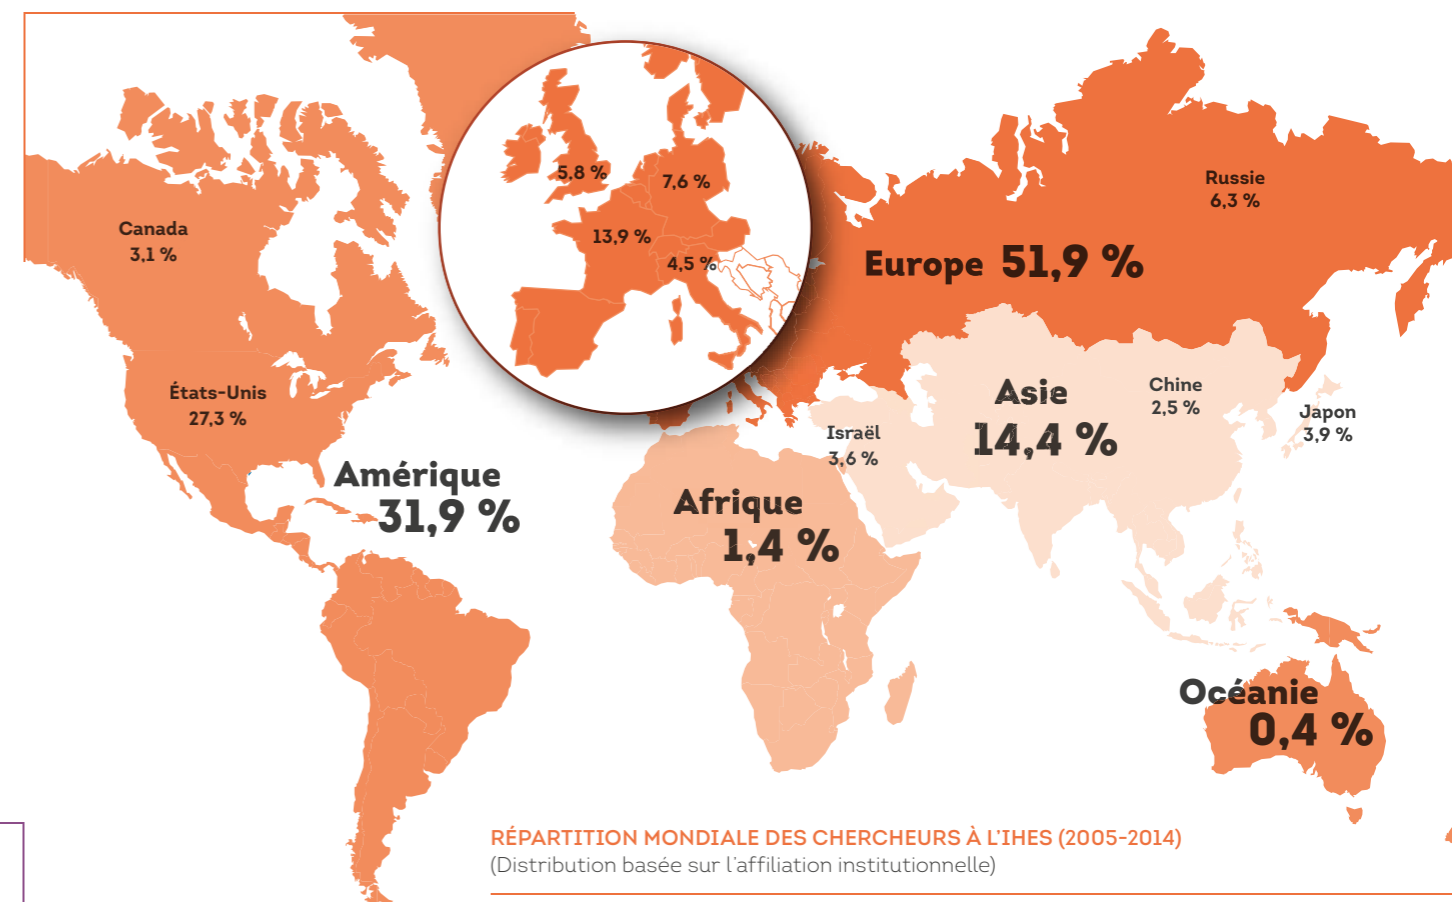 Canada
3,1 %
États-Unis
27,3 %
Amérique
31,9 %
5,8 %
7,6 %
13,9 %
4,5 %
Europe 51,9 %
Russie
6,3 %
Asie
14,4 %
Chine
2,5 %
Japon
3,9 %
Israël
3,6 %
Afrique
1,4 %
Océanie
0,4 %
RÉPARTITION MONDIALE DES CHERCHEURS À L'IHES (2005-2014)
(Distribution basée sur l'affiliation institutionnelle)